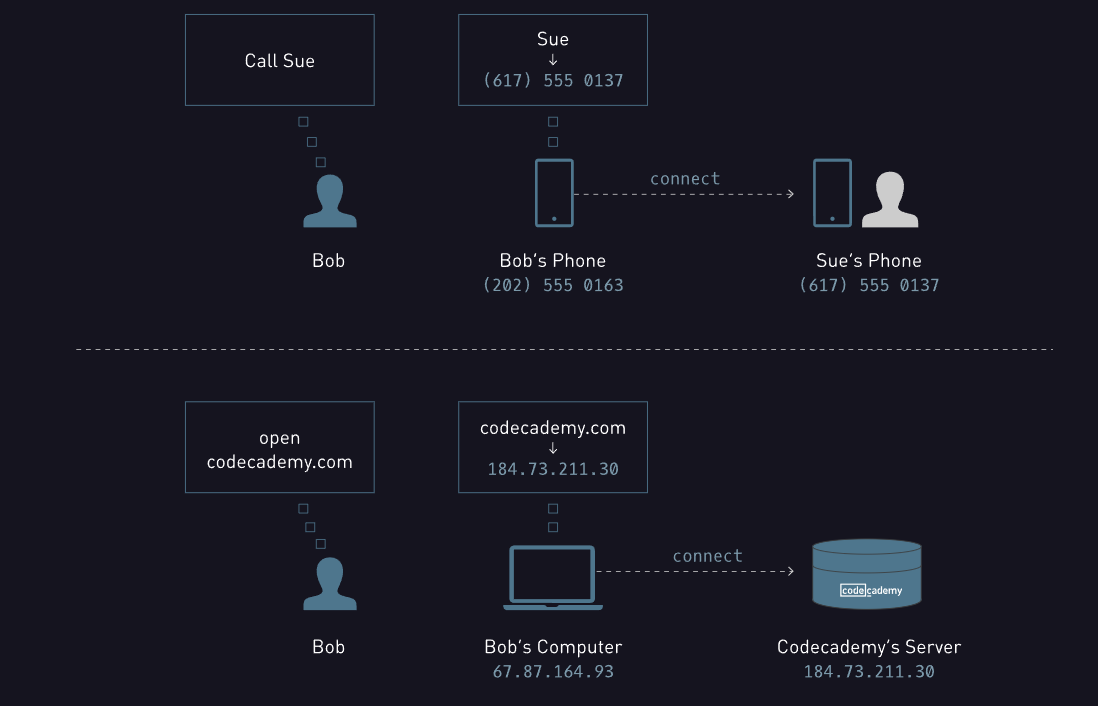 Call Sue
Sue
↓
(617) 555 0137
connect
Bob
Bob's Phone
(202) 555 0163
Sue's Phone
(617) 555 0137
open
codecademy.com
codecademy.com
↓
184.73.211.30
connect
codecademy
Bob
Bob's Computer
67.87.164.93
Codecademy's Server
184.73.211.30